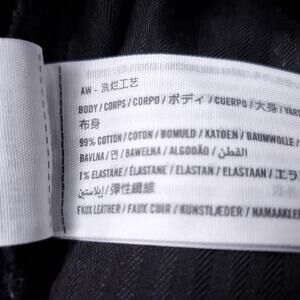 AW - 洗烂工艺
BODY / CORPS / CORPO / ボディ / CUERPO / 大身 /
布身
99% COTTON / COTON / BOMULD / KATOEN / BAUMWOLLE /
BAVLNA / 면 / BAWEŁNA / ALGODÃO / القطن /
1% ELASTANE / ÉLASTHANNE / ELASTAN / ELASTAAN / エラ
إيلاستين / 彈性纖維
FAUX LEATHER / FAUX CUIR / KUNSTLÆDER / NAMAAKLE